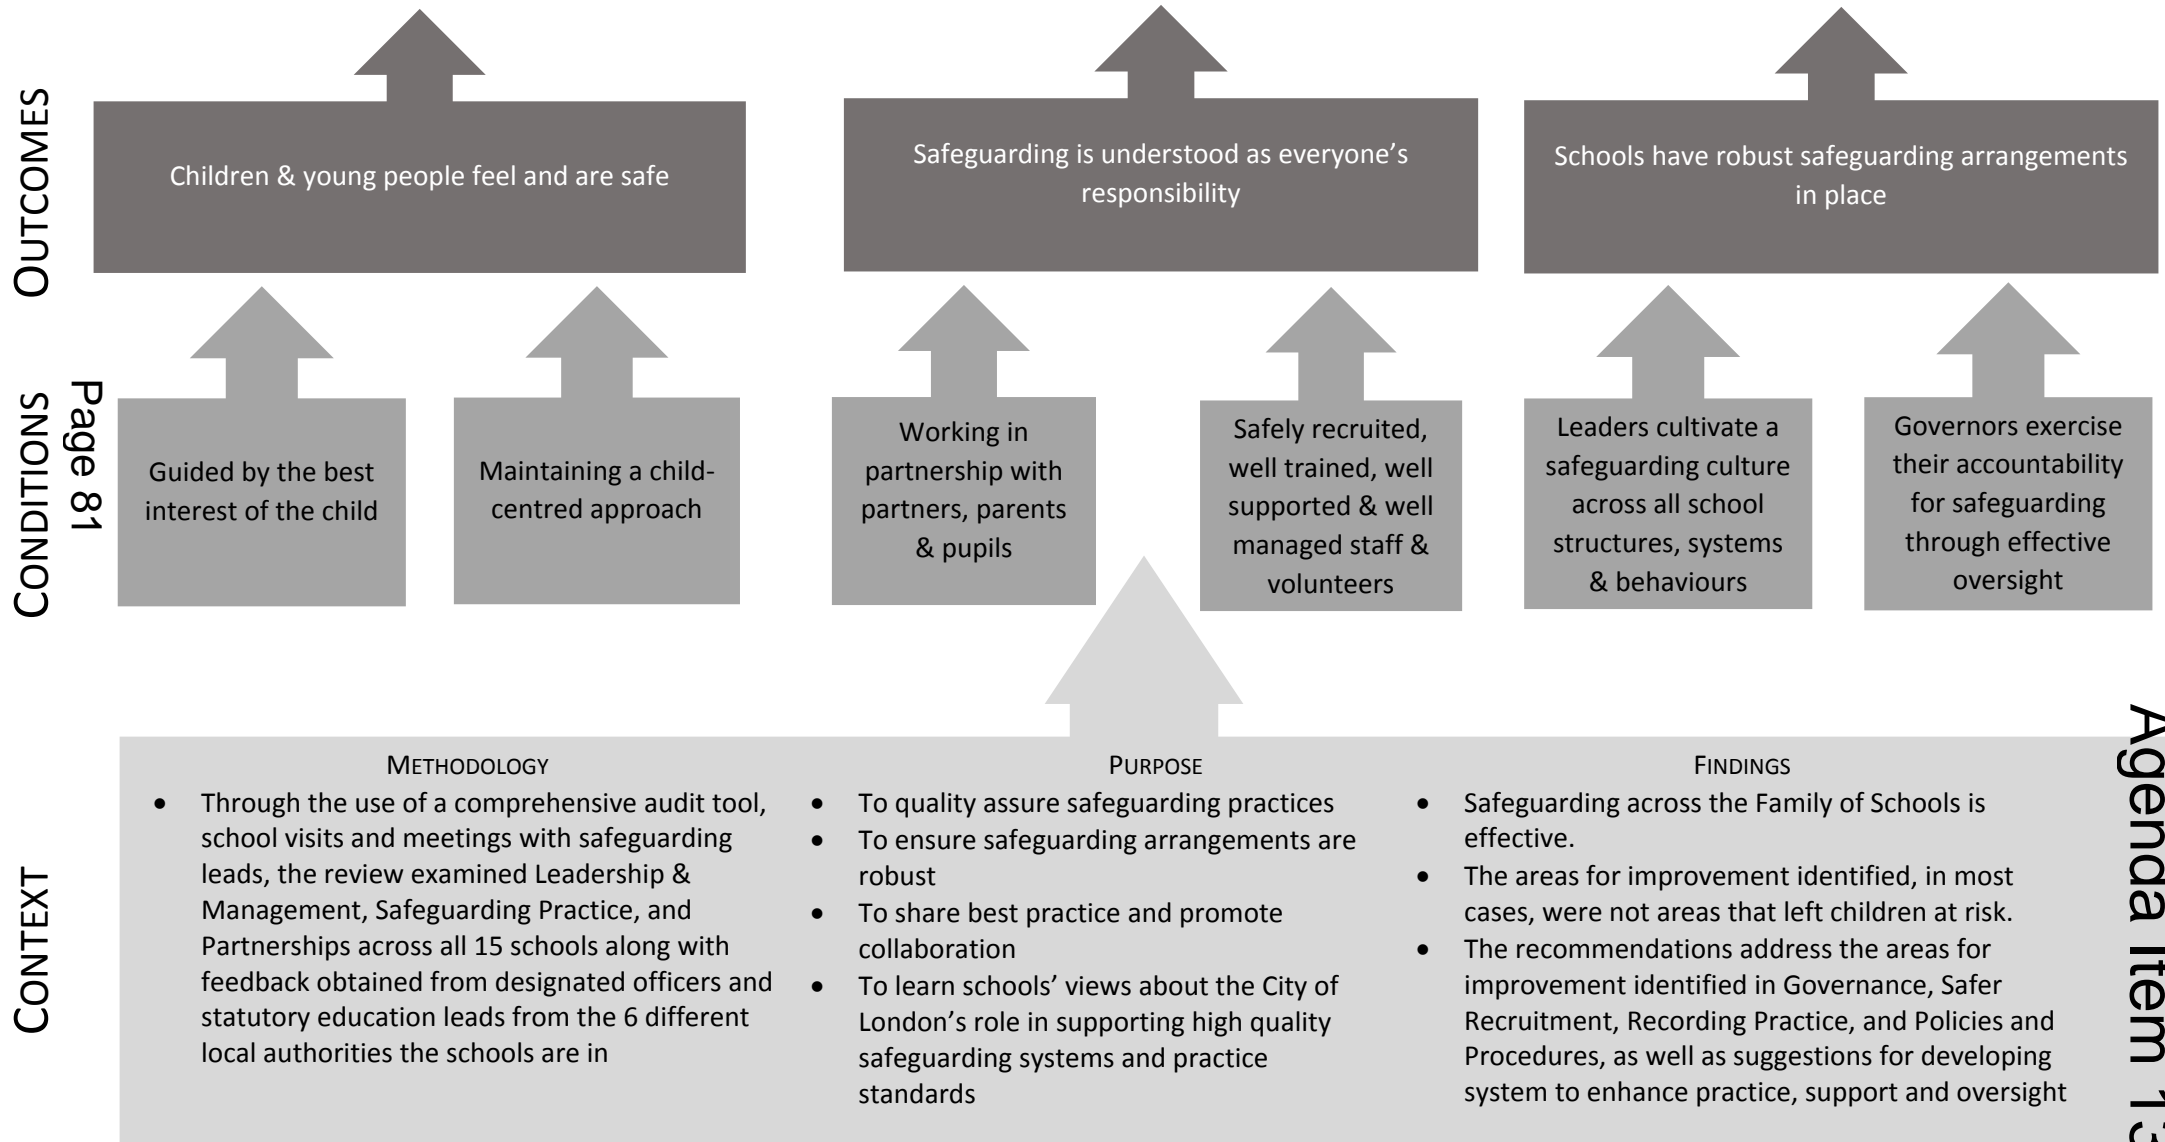 OUTCOMES
Children & young people feel and are safe
Safeguarding is understood as everyone’s
responsibility
Schools have robust safeguarding arrangements
in place
CONDITIONS
Page 81
Guided by the best
interest of the child
Maintaining a child-
centred approach
Working in
partnership with
partners, parents
& pupils
Safely recruited,
well trained, well
supported & well
managed staff &
volunteers
Leaders cultivate a
safeguarding culture
across all school
structures, systems
& behaviours
Governors exercise
their accountability
for safeguarding
through effective
oversight
CONTEXT
METHODOLOGY
• Through the use of a comprehensive audit tool,
school visits and meetings with safeguarding
leads, the review examined Leadership &
Management, Safeguarding Practice, and
Partnerships across all 15 schools along with
feedback obtained from designated officers and
statutory education leads from the 6 different
local authorities the schools are in
PURPOSE
• To quality assure safeguarding practices
• To ensure safeguarding arrangements are
robust
• To share best practice and promote
collaboration
• To learn schools’ views about the City of
London’s role in supporting high quality
safeguarding systems and practice
standards
FINDINGS
• Safeguarding across the Family of Schools is
effective.
• The areas for improvement identified, in most
cases, were not areas that left children at risk.
• The recommendations address the areas for
improvement identified in Governance, Safer
Recruitment, Recording Practice, and Policies and
Procedures, as well as suggestions for developing
system to enhance practice, support and oversight
Agenda Item 13